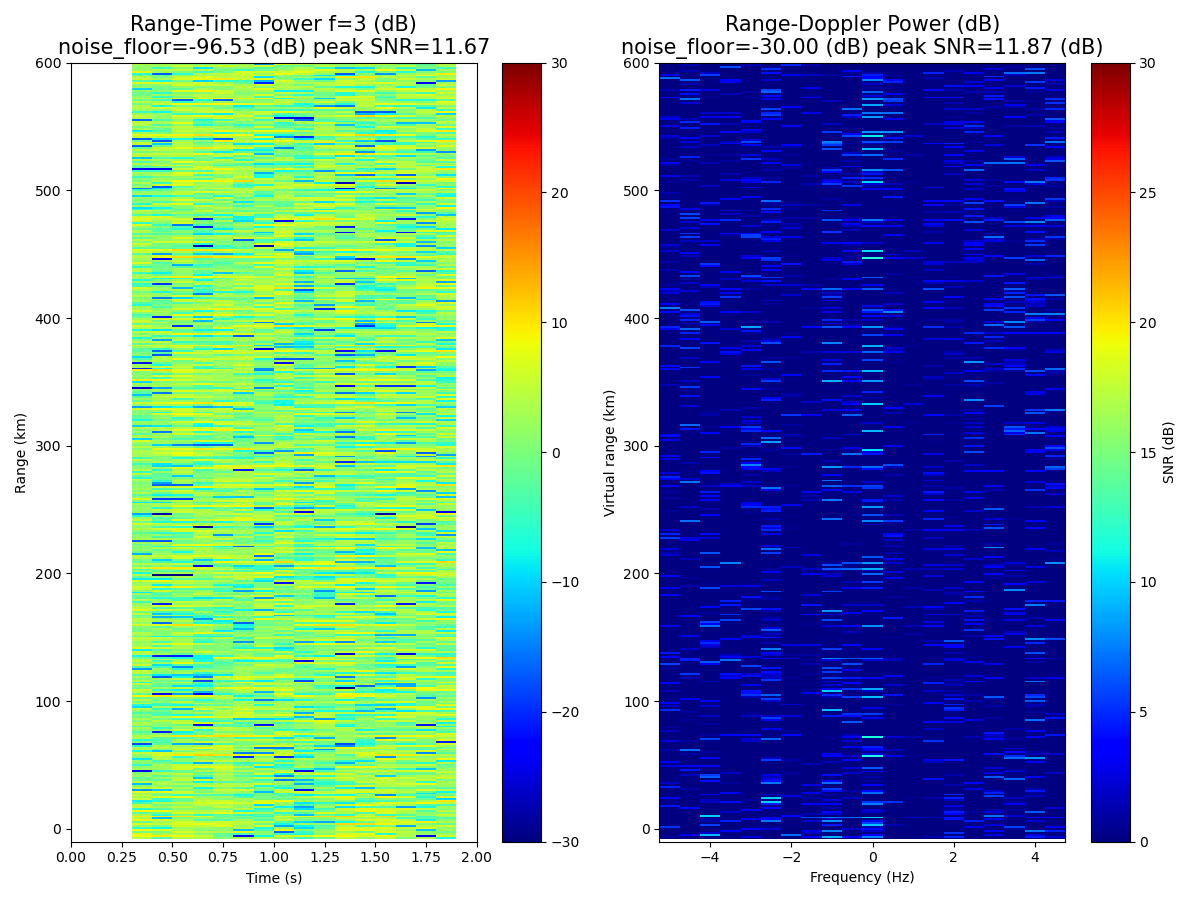 Range-Time Power f=3 (dB)
noise_floor=-96.53 (dB) peak SNR=11.67
Range-Doppler Power (dB)
noise_floor=-30.00 (dB) peak SNR=11.87 (dB)
600
500
400
300
200
100
0
Range (km)
0.00 0.25 0.50 0.75 1.00 1.25 1.50 1.75 2.00
Time (s)
30
20
10
0
−10
−20
−30
600
500
400
300
200
100
0
Virtual range (km)
−4 −2 0 2 4
Frequency (Hz)
30
25
20
15
10
5
0
SNR (dB)